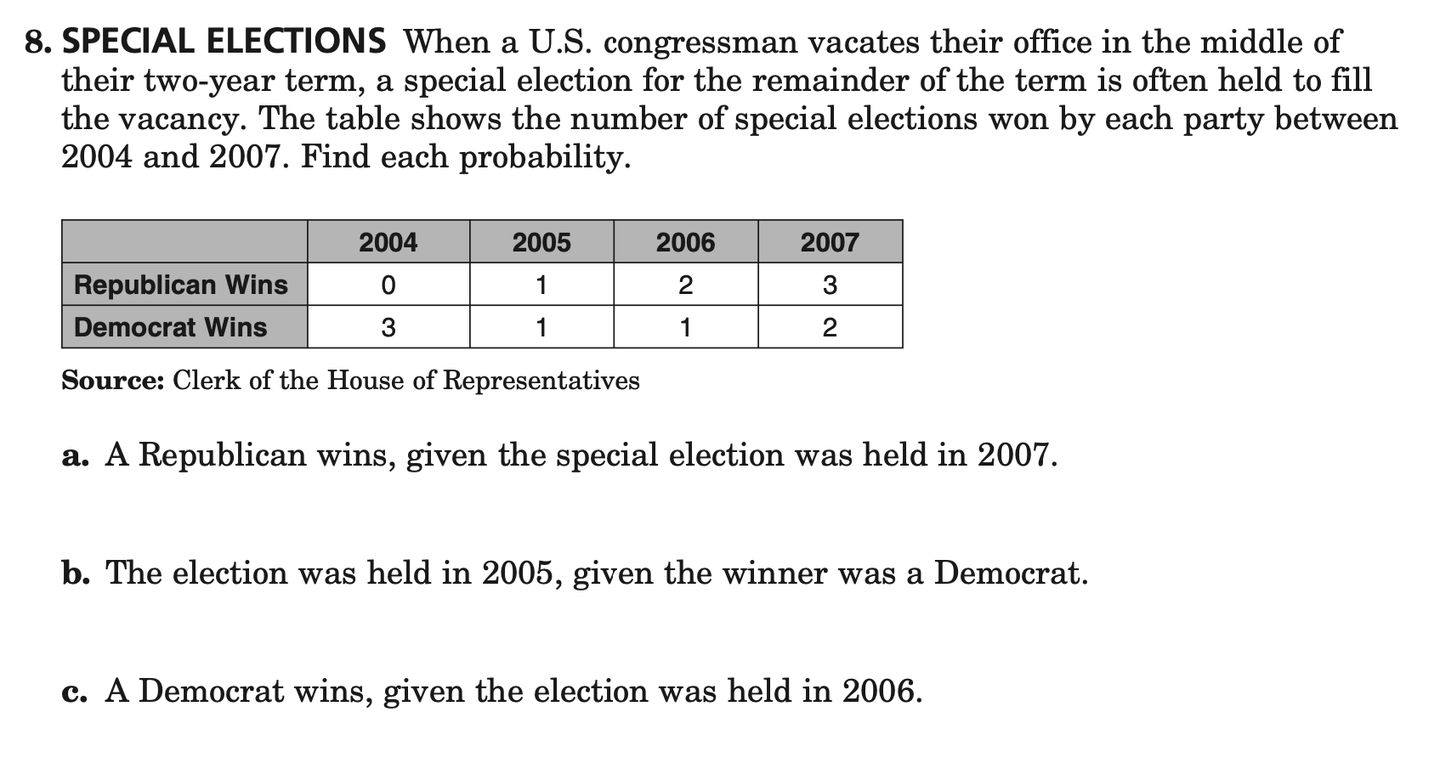 8. SPECIAL ELECTIONS When a U.S. congressman vacates their office in the middle of
their two-year term, a special election for the remainder of the term is often held to fill
the vacancy. The table shows the number of special elections won by each party between
2004 and 2007. Find each probability.
2004 2005 2006 2007
Republican Wins 0 1 2 3
Democrat Wins 3 1 1 2
Source: Clerk of the House of Representatives
a. A Republican wins, given the special election was held in 2007.
b. The election was held in 2005, given the winner was a Democrat.
c. A Democrat wins, given the election was held in 2006.